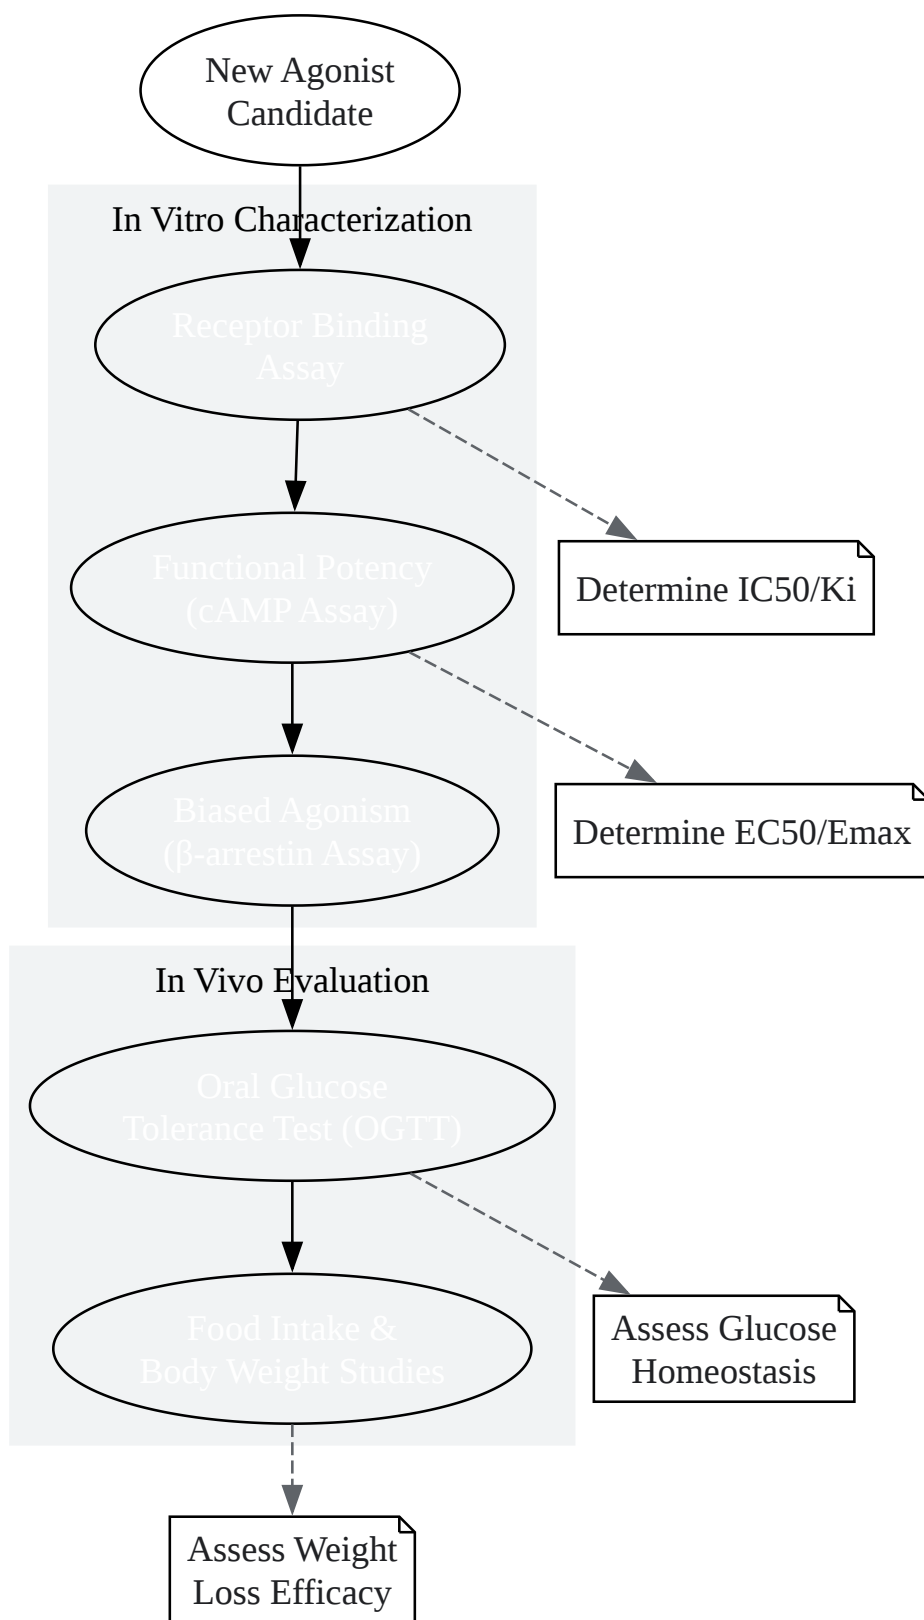 New Agonist
Candidate
In Vitro Characterization
Receptor Binding
Assay
Functional Potency
(cAMP Assay)
Determine IC50/Ki
Biased Agonism
(β-arrestin Assay)
Determine EC50/Emax
In Vivo Evaluation
Oral Glucose
Tolerance Test (OGTT)
Food Intake &
Body Weight Studies
Assess Glucose
Homeostasis
Assess Weight
Loss Efficacy